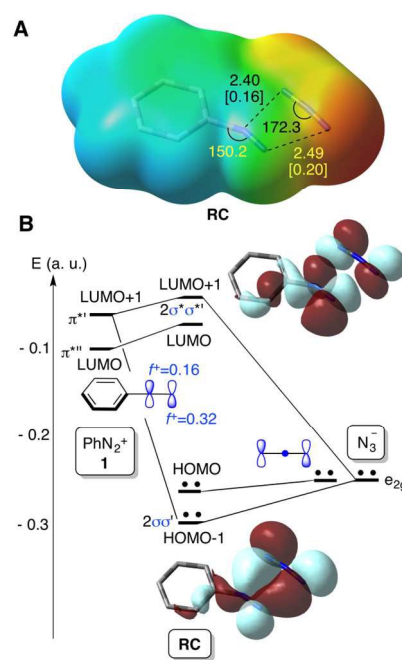 A
2.40
[0.16]
172.3
150.2
2.49
[0.20]
RC
B
E (a. u.)
LUMO+1
LUMO+1
π*'
2σ*σ*'
LUMO
π*"
LUMO
- 0.1
f⁺=0.16
f⁺=0.32
PhN₂⁺
1
- 0.2
N₃⁻
HOMO
e₂g
2σσ'
- 0.3
HOMO-1
RC